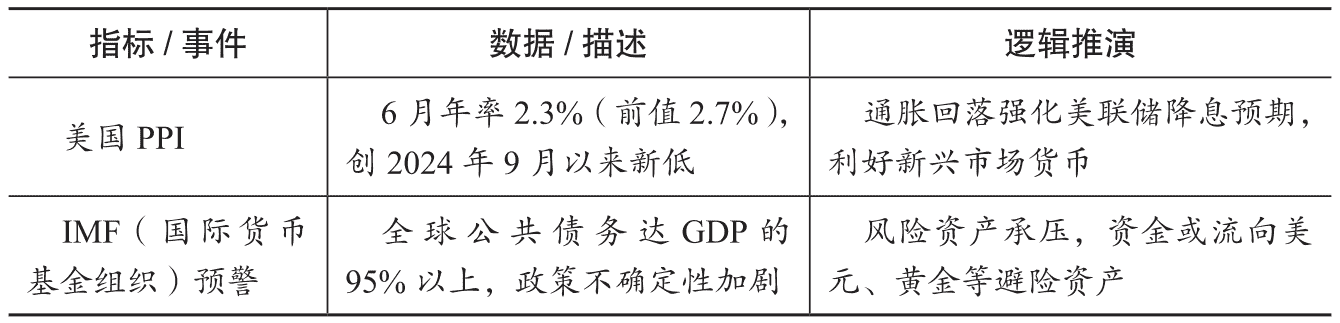 指标 / 事件
数据 / 描述
逻辑推演
美国 PPI
6 月年率 2.3%（前值 2.7%），
创 2024 年 9 月以来新低
通胀回落强化美联储降息预期，
利好新兴市场货币
IMF（国际货币
基金组织）预警
全球公共债务达 GDP 的
95% 以上，政策不确定性加剧
风险资产承压，资金或流向美
元、黄金等避险资产